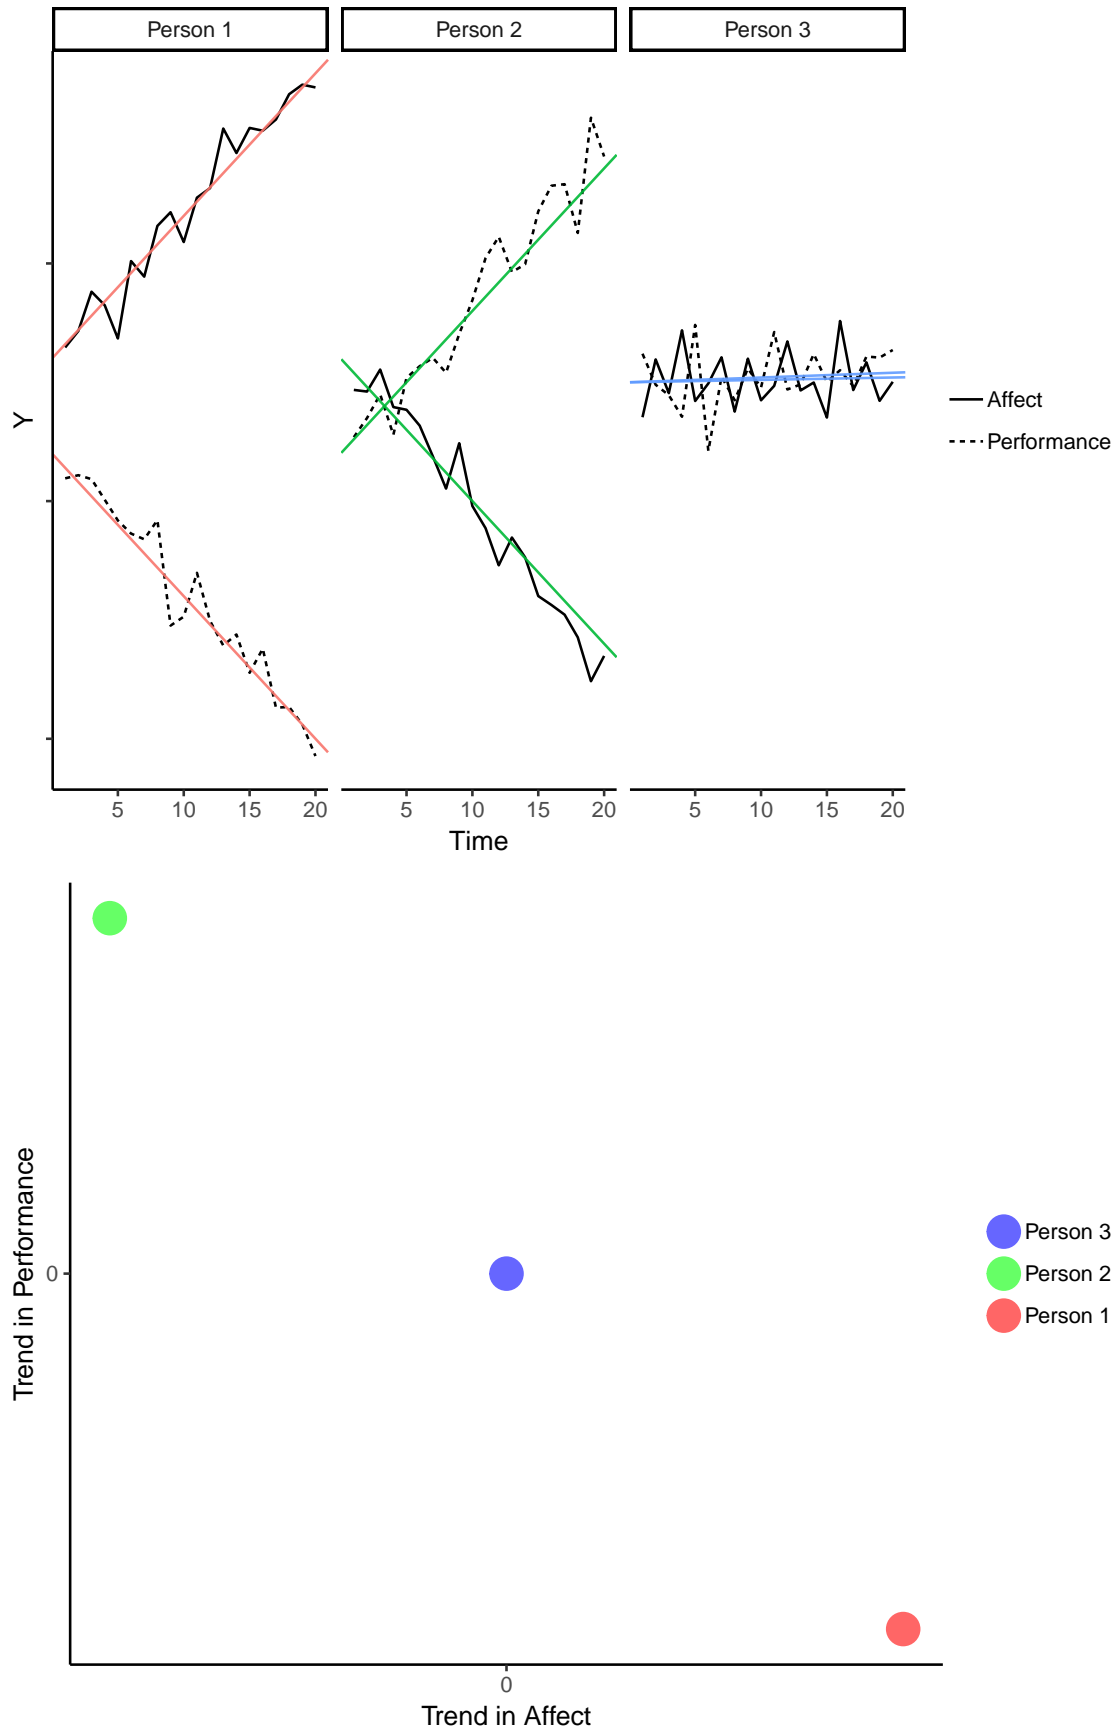 Person 1 Person 2 Person 3
Y
Affect
Performance
5 10 15 20 5 10 15 20 5 10 15 20
Time
Trend in Performance
0
Person 3
Person 2
Person 1
0
Trend in Affect